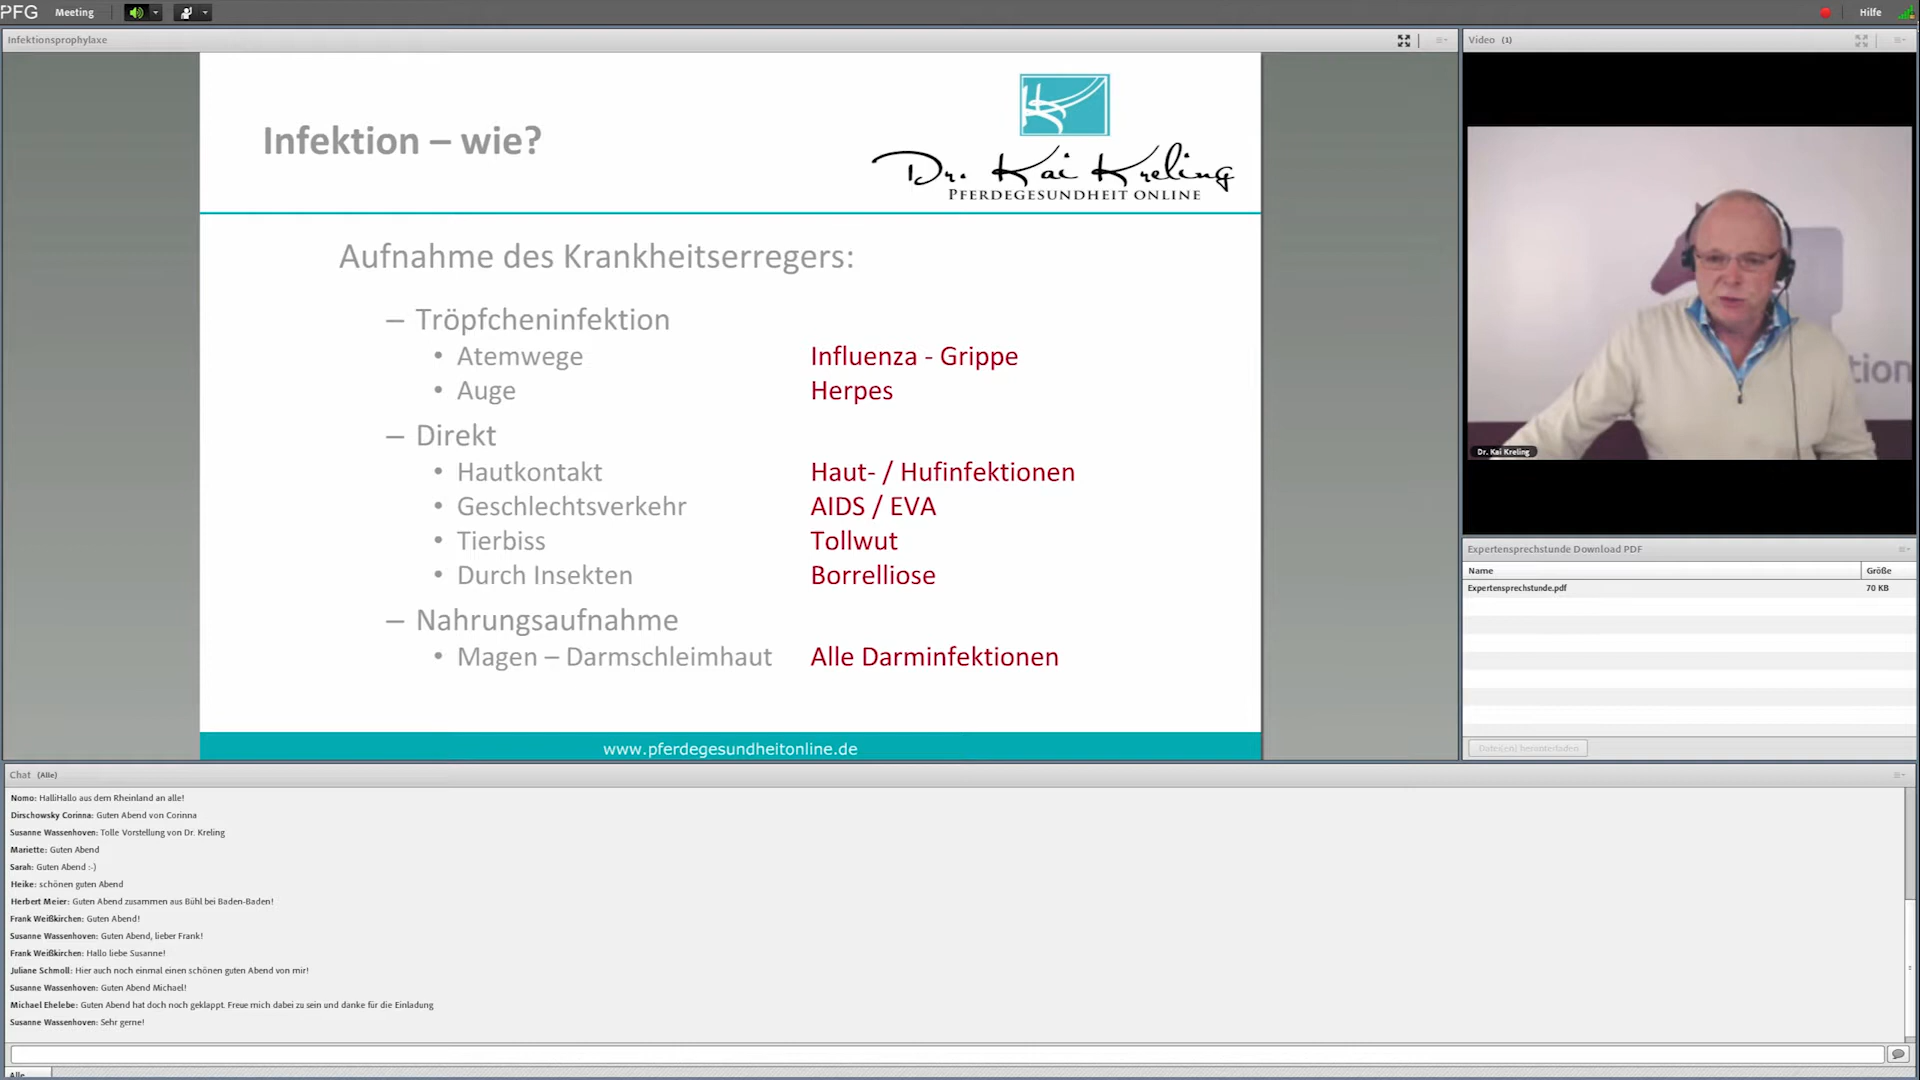 PFG Meeting Hilfe
Infektionsprophylaxe
Infektion – wie?
Dr. Kai Kreling
PFERDEGESUNDHEIT ONLINE
Aufnahme des Krankheitserregers:
– Tröpfcheninfektion
• Atemwege Influenza - Grippe
• Auge Herpes
– Direkt
• Hautkontakt Haut- / Hufinfektionen
• Geschlechtsverkehr AIDS / EVA
• Tierbiss Tollwut
• Durch Insekten Borrelliose
– Nahrungsaufnahme
• Magen – Darmschleimhaut Alle Darminfektionen
www.pferdegesundheitonline.de
Video (1)
tion
Dr. Kai Kreling
Expertensprechstunde Download PDF
Name Größe
Expertensprechstunde.pdf 70 KB
Datei(en) herunterladen
Chat (Alle)
Nomo: HalliHallo aus dem Rheinland an alle!
Dirschowsky Corinna: Guten Abend von Corinna
Susanne Wassenhoven: Tolle Vorstellung von Dr. Kreling
Mariette: Guten Abend
Sarah: Guten Abend :-)
Heike: schönen guten Abend
Herbert Meier: Guten Abend zusammen aus Bühl bei Baden-Baden!
Frank Weißkirchen: Guten Abend!
Susanne Wassenhoven: Guten Abend, lieber Frank!
Frank Weißkirchen: Hallo liebe Susanne!
Juliane Schmoll: Hier auch noch einmal einen schönen guten Abend von mir!
Susanne Wassenhoven: Guten Abend Michael!
Michael Ehelebe: Guten Abend hat doch noch geklappt. Freue mich dabei zu sein und danke für die Einladung
Susanne Wassenhoven: Sehr gerne!
Alle